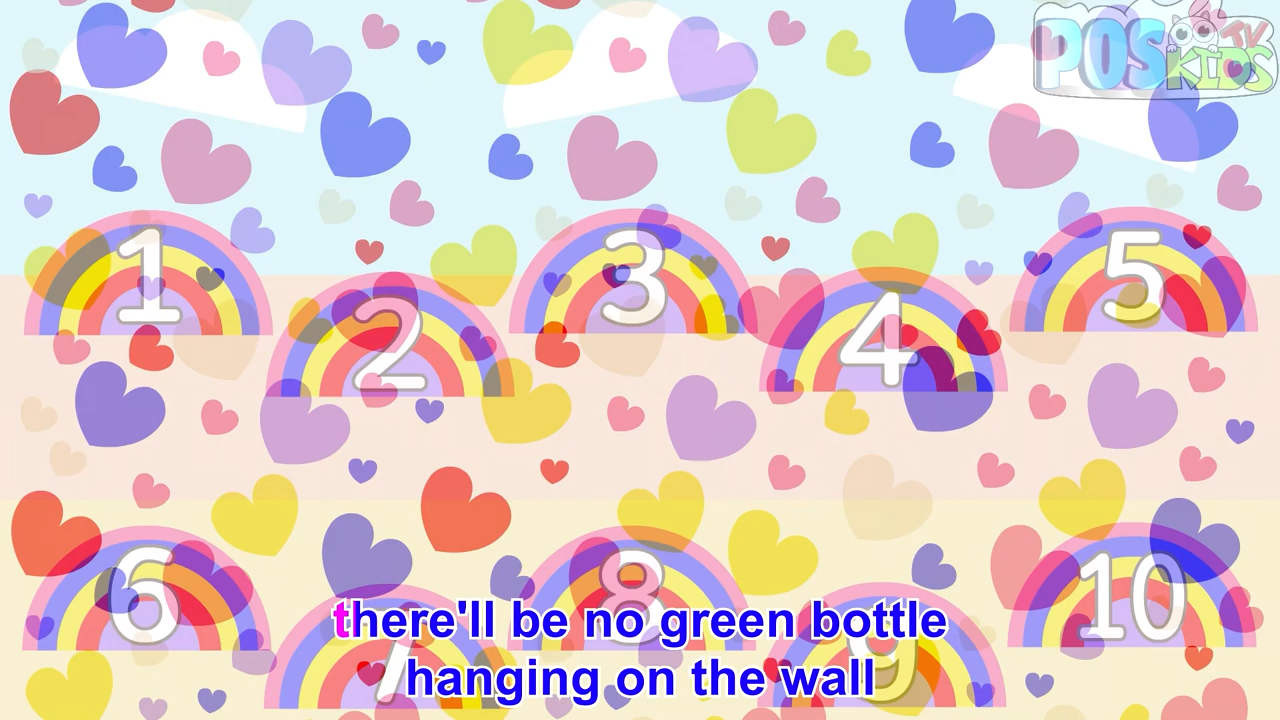 POS TV
KIDS
1
2
3
4
5
6
7
8
9
10
there'll be no green bottle
hanging on the wall